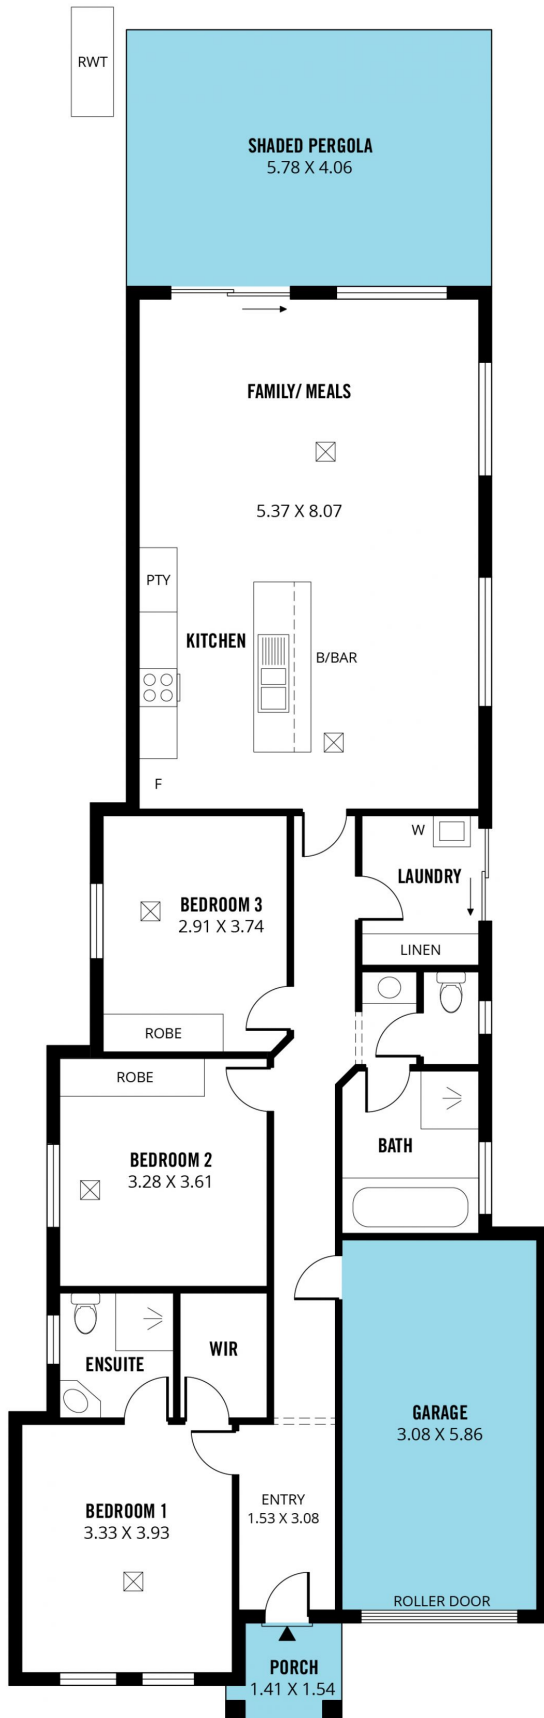 RWT
SHADED PERGOLA
5.78 X 4.06
FAMILY/ MEALS
5.37 X 8.07
PTY
KITCHEN
B/BAR
F
W
LAUNDRY
LINEN
BEDROOM 3
2.91 X 3.74
ROBE
ROBE
BEDROOM 2
3.28 X 3.61
BATH
ENSUITE
WIR
GARAGE
3.08 X 5.86
ROLLER DOOR
ENTRY
1.53 X 3.08
BEDROOM 1
3.33 X 3.93
PORCH
1.41 X 1.54